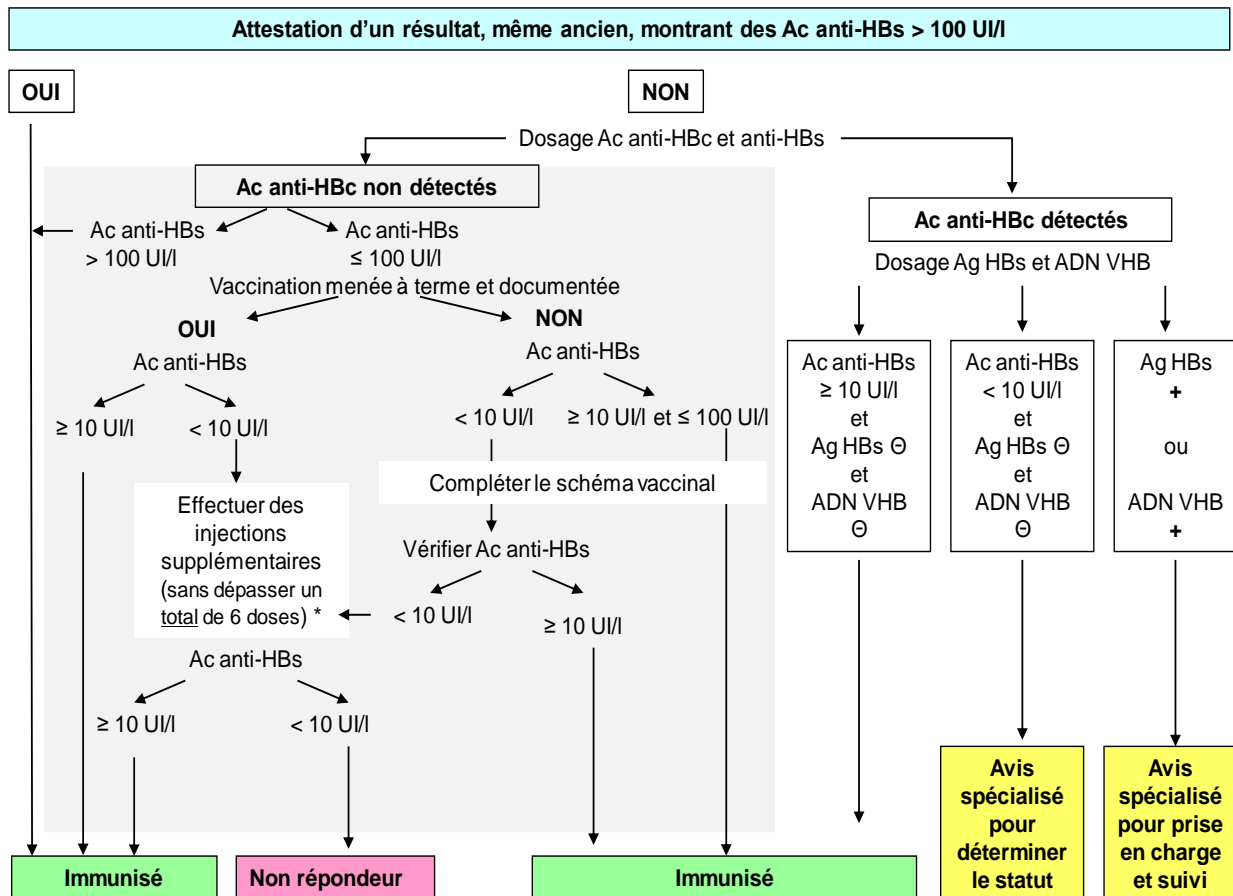 Attestation d’un résultat, même ancien, montrant des Ac anti-HBs > 100 UI/l
OUI
NON
Dosage Ac anti-HBc et anti-HBs
Ac anti-HBc non détectés
Ac anti-HBs
> 100 UI/l
Ac anti-HBs
≤ 100 UI/l
Vaccination menée à terme et documentée
OUI
Ac anti-HBs
≥ 10 UI/l
< 10 UI/l
Effectuer des
injections
supplémentaires
(sans dépasser un
total de 6 doses) *
NON
Ac anti-HBs
< 10 UI/l
≥ 10 UI/l et ≤ 100 UI/l
Compléter le schéma vaccinal
Vérifier Ac anti-HBs
< 10 UI/l
≥ 10 UI/l
Ac anti-HBs
≥ 10 UI/l
< 10 UI/l
Ac anti-HBc détectés
Dosage Ag HBs et ADN VHB
Ac anti-HBs
≥ 10 UI/l
et
Ag HBs Θ
et
ADN VHB
Θ
Ac anti-HBs
< 10 UI/l
et
Ag HBs Θ
et
ADN VHB
Θ
Ag HBs
+
ou
ADN VHB
+
Immunisé
Non répondeur
Immunisé
Avis
spécialisé
pour
déterminer
le statut
Avis
spécialisé
pour prise
en charge
et suivi